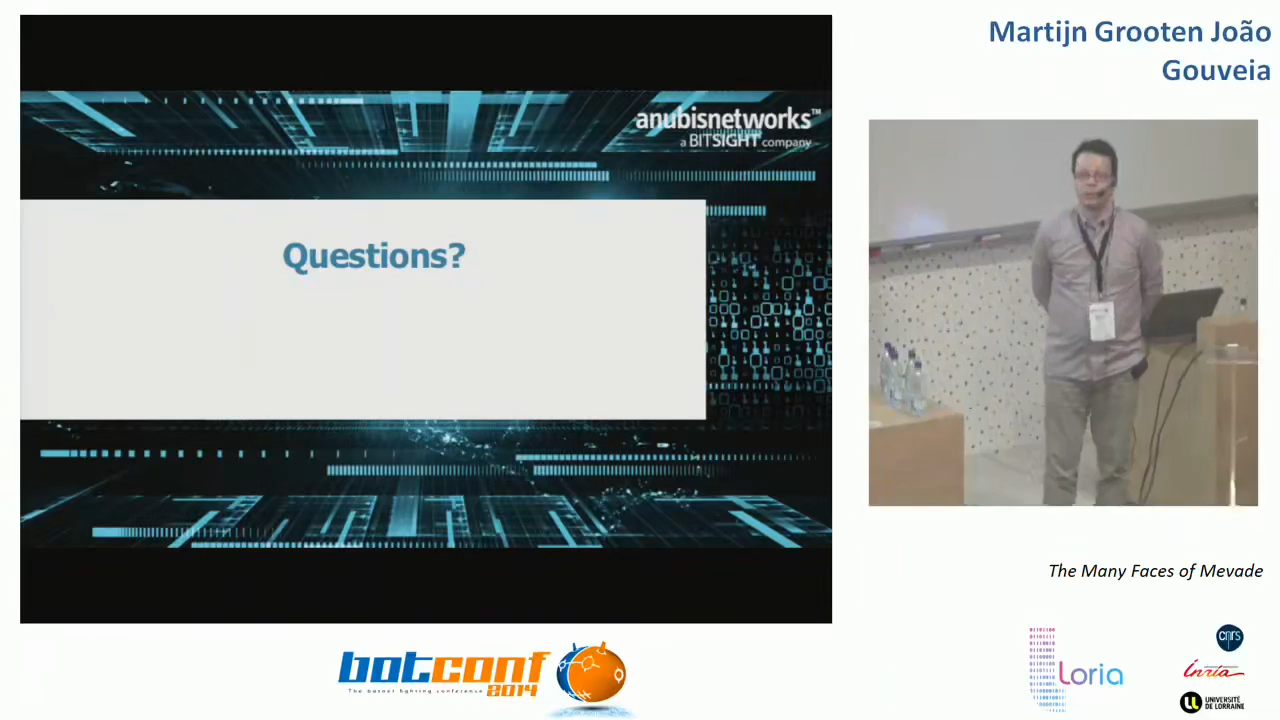 Martijn Grooten João
Gouveia
anubisnetworks™
a BITSIGHT company
Questions?
The Many Faces of Mevade
botconf
The botnet fighting conference 2014
Loria
cnrs
Inria
UNIVERSITÉ
DE LORRAINE